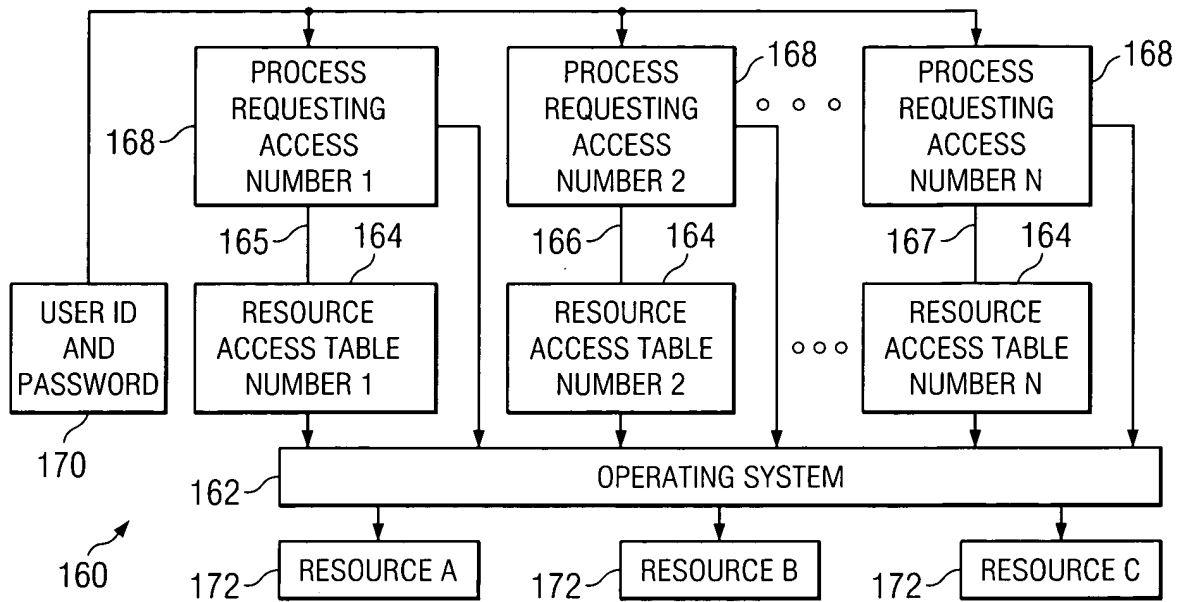 PROCESS
REQUESTING
ACCESS
NUMBER 1
168
PROCESS
REQUESTING
ACCESS
NUMBER 2
168
PROCESS
REQUESTING
ACCESS
NUMBER N
168
165
164
166
164
167
164
USER ID
AND
PASSWORD
170
RESOURCE
ACCESS TABLE
NUMBER 1
RESOURCE
ACCESS TABLE
NUMBER 2
RESOURCE
ACCESS TABLE
NUMBER N
OPERATING SYSTEM
162
160
172
RESOURCE A
172
RESOURCE B
172
RESOURCE C